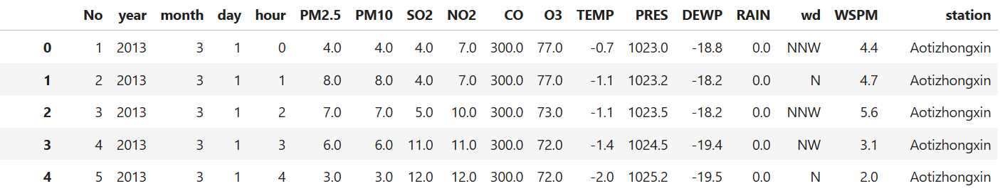 No year month day hour PM2.5 PM10 SO2 NO2 CO O3 TEMP PRES DEWP RAIN wd WSPM station
0 1 2013 3 1 0 4.0 4.0 4.0 7.0 300.0 77.0 -0.7 1023.0 -18.8 0.0 NNW 4.4 Aotizhongxin
1 2 2013 3 1 1 8.0 8.0 4.0 7.0 300.0 77.0 -1.1 1023.2 -18.2 0.0 N 4.7 Aotizhongxin
2 3 2013 3 1 2 7.0 7.0 5.0 10.0 300.0 73.0 -1.1 1023.5 -18.2 0.0 NNW 5.6 Aotizhongxin
3 4 2013 3 1 3 6.0 6.0 11.0 11.0 300.0 72.0 -1.4 1024.5 -19.4 0.0 NW 3.1 Aotizhongxin
4 5 2013 3 1 4 3.0 3.0 12.0 12.0 300.0 72.0 -2.0 1025.2 -19.5 0.0 N 2.0 Aotizhongxin